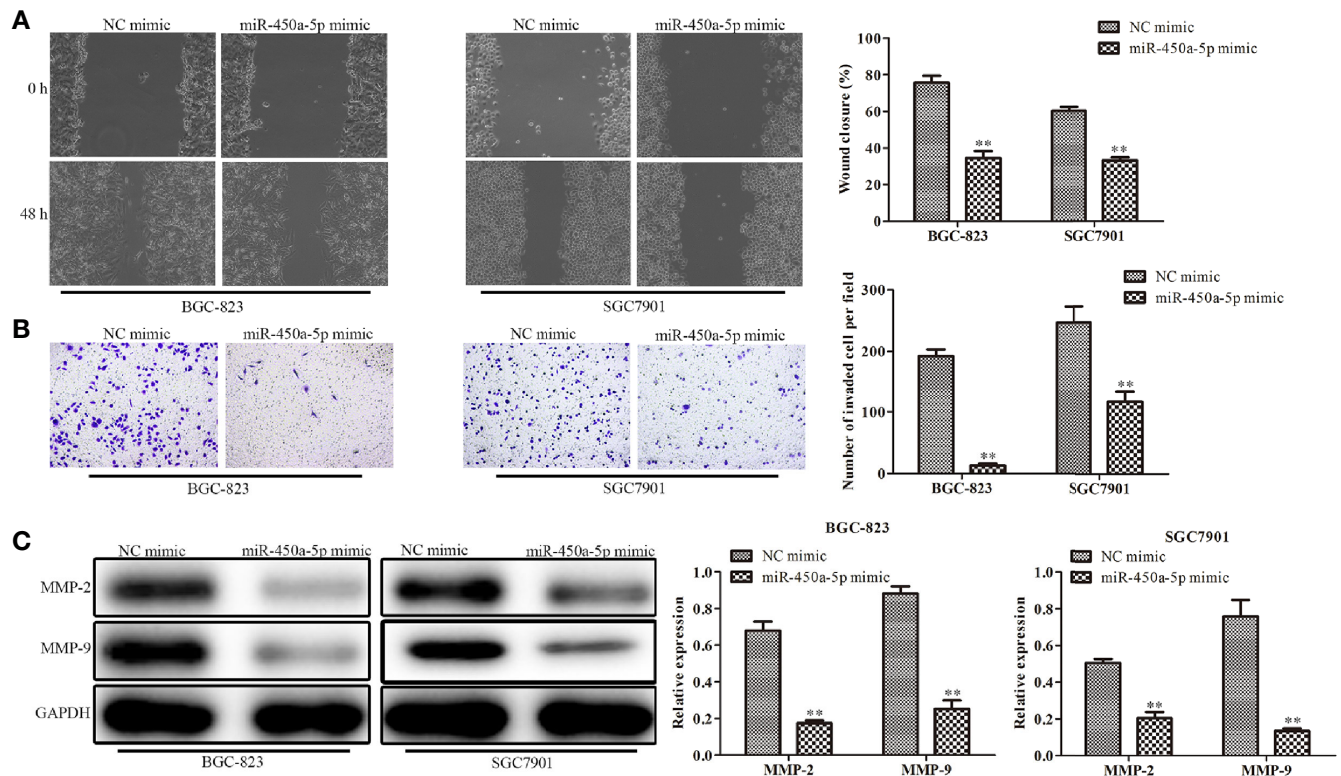 A
NC mimic miR-450a-5p mimic
NC mimic miR-450a-5p mimic
0 h
48 h
BGC-823
SGC7901
NC mimic
miR-450a-5p mimic
Wound closure (%)
100
80
60
40
20
0
**
**
BGC-823 SGC7901
B
NC mimic miR-450a-5p mimic
NC mimic miR-450a-5p mimic
BGC-823
SGC7901
NC mimic
miR-450a-5p mimic
Number of invaded cell per field
300
200
100
0
**
**
BGC-823 SGC7901
C
NC mimic miR-450a-5p mimic
NC mimic miR-450a-5p mimic
MMP-2
MMP-9
GAPDH
BGC-823
SGC7901
BGC-823
NC mimic
miR-450a-5p mimic
Relative expression
1.0
0.8
0.6
0.4
0.2
0.0
**
**
MMP-2 MMP-9
SGC7901
NC mimic
miR-450a-5p mimic
Relative expression
1.0
0.8
0.6
0.4
0.2
0.0
**
**
MMP-2 MMP-9